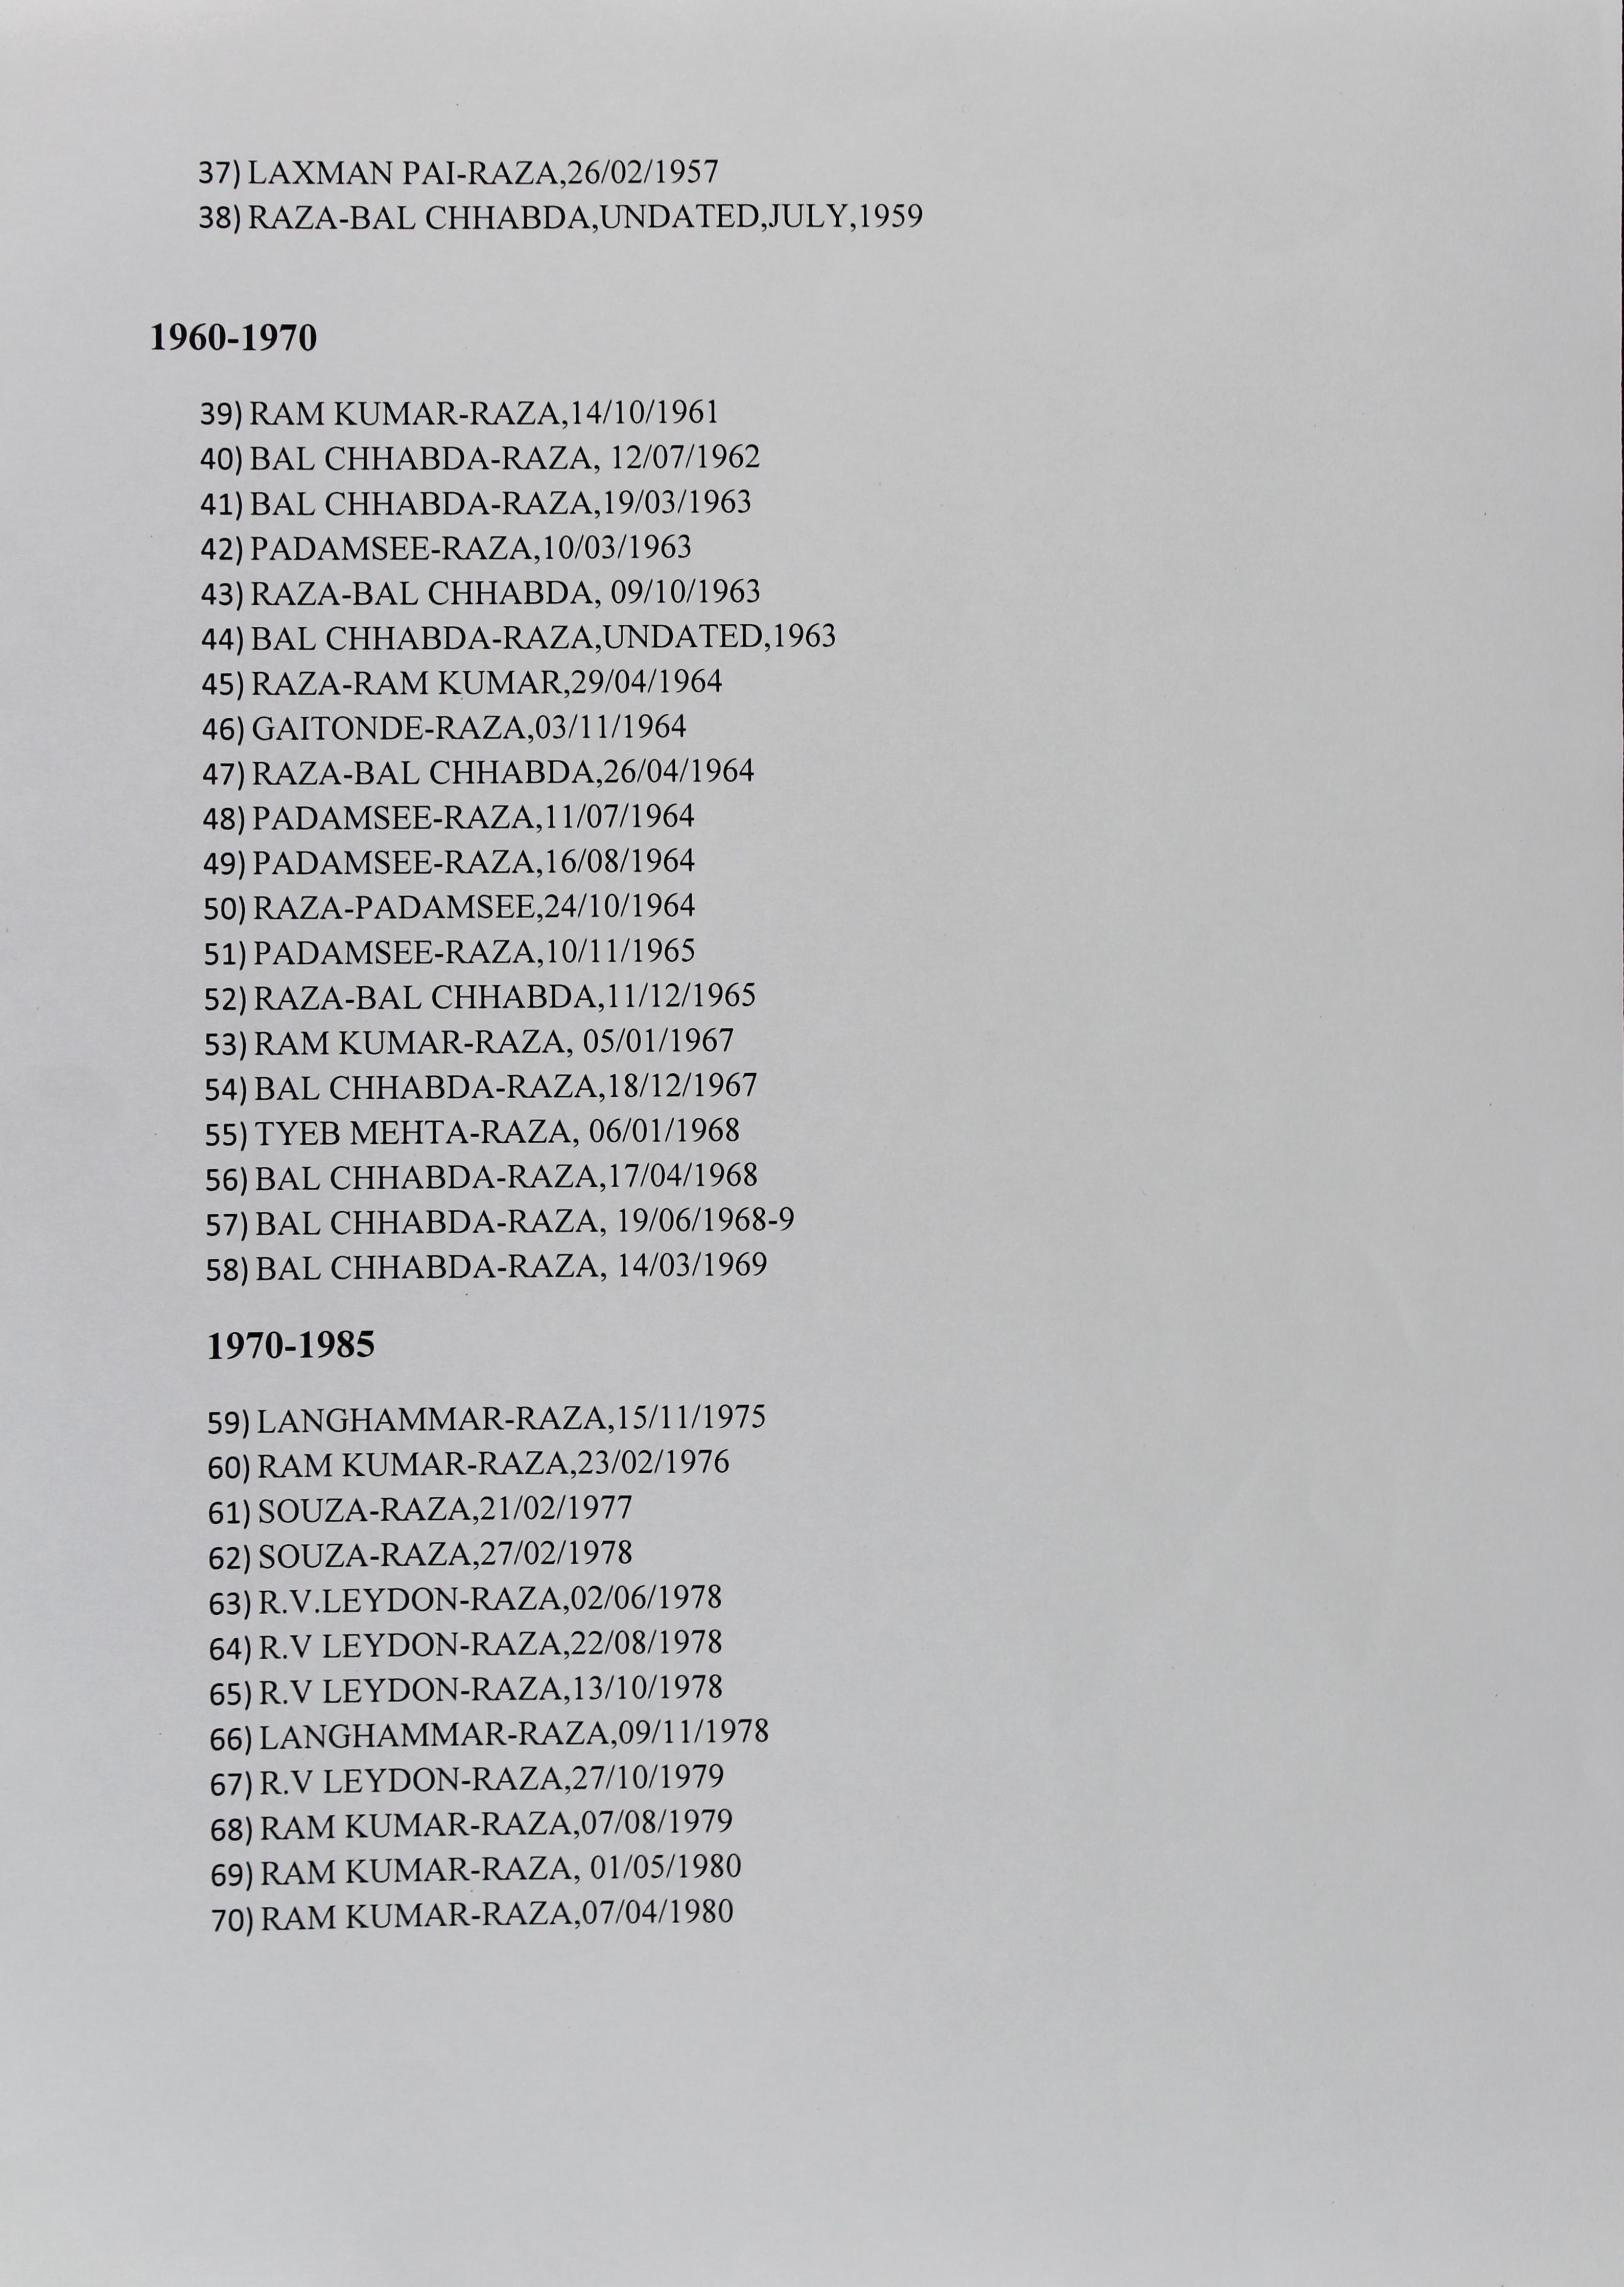 37) LAXMAN PAI-RAZA,26/02/1957
38) RAZA-BAL CHHABDA,UNDATED,JULY,1959
1960-1970
39) RAM KUMAR-RAZA,14/10/1961
40) BAL CHHABDA-RAZA, 12/07/1962
41) BAL CHHABDA-RAZA,19/03/1963
42) PADAMSEE-RAZA,10/03/1963
43) RAZA-BAL CHHABDA, 09/10/1963
44) BAL CHHABDA-RAZA,UNDATED,1963
45) RAZA-RAM KUMAR,29/04/1964
46) GAITONDE-RAZA,03/11/1964
47) RAZA-BAL CHHABDA,26/04/1964
48) PADAMSEE-RAZA,11/07/1964
49) PADAMSEE-RAZA,16/08/1964
50) RAZA-PADAMSEE,24/10/1964
51) PADAMSEE-RAZA,10/11/1965
52) RAZA-BAL CHHABDA,11/12/1965
53) RAM KUMAR-RAZA, 05/01/1967
54) BAL CHHABDA-RAZA,18/12/1967
55) TYEB MEHTA-RAZA, 06/01/1968
56) BAL CHHABDA-RAZA,17/04/1968
57) BAL CHHABDA-RAZA, 19/06/1968-9
58) BAL CHHABDA-RAZA, 14/03/1969
1970-1985
59) LANGHAMMAR-RAZA,15/11/1975
60) RAM KUMAR-RAZA,23/02/1976
61) SOUZA-RAZA,21/02/1977
62) SOUZA-RAZA,27/02/1978
63) R.V.LEYDON-RAZA,02/06/1978
64) R.V LEYDON-RAZA,22/08/1978
65) R.V LEYDON-RAZA,13/10/1978
66) LANGHAMMAR-RAZA,09/11/1978
67) R.V LEYDON-RAZA,27/10/1979
68) RAM KUMAR-RAZA,07/08/1979
69) RAM KUMAR-RAZA, 01/05/1980
70) RAM KUMAR-RAZA,07/04/1980